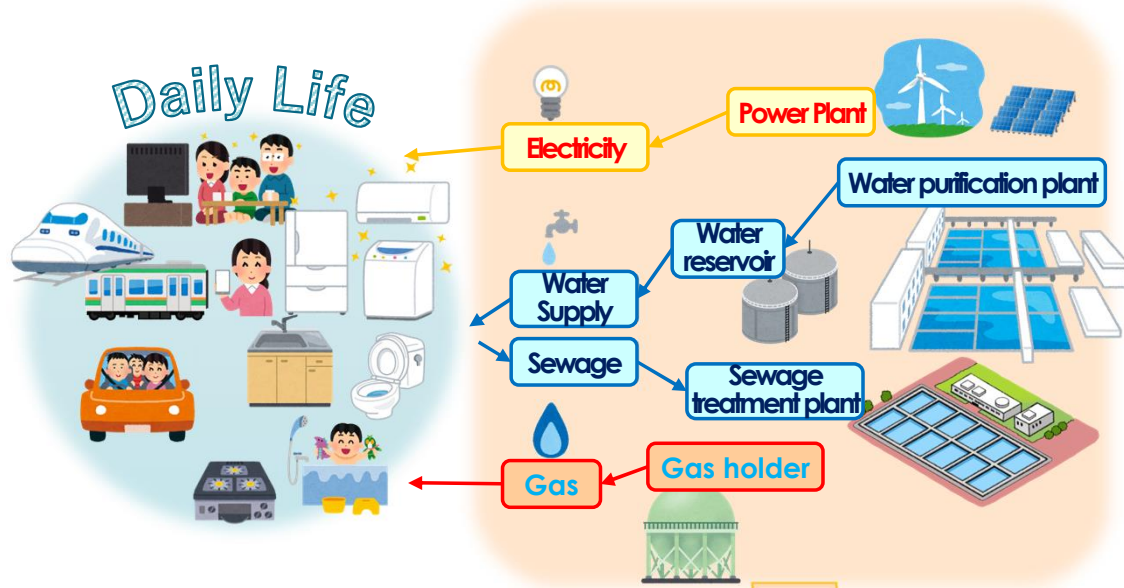 Daily Life
Power Plant
Electricity
Water purification plant
Water
reservoir
Water
Supply
Sewage
Sewage
treatment plant
Gas holder
Gas